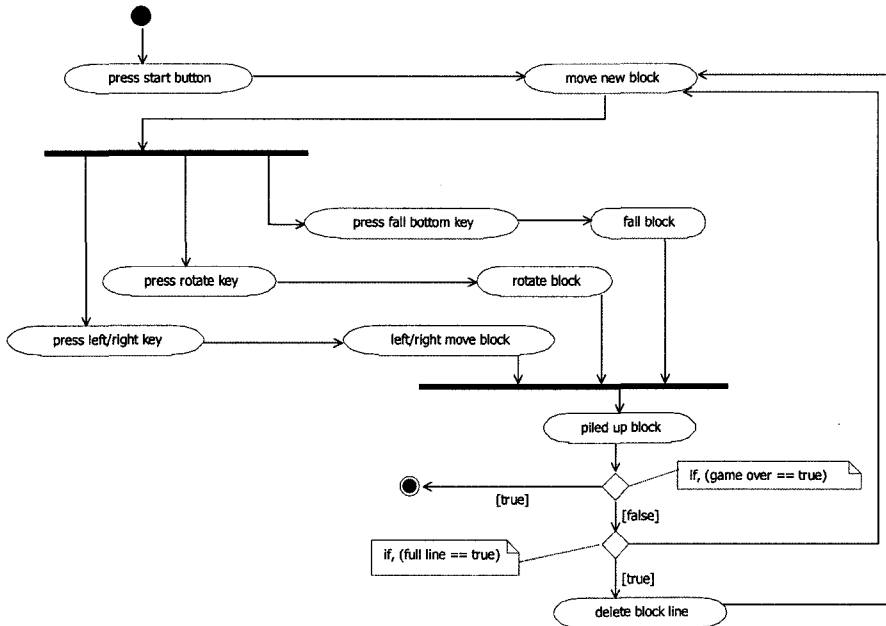 press start button
move new block
press fall bottom key
fall block
press rotate key
rotate block
press left/right key
left/right move block
piled up block
if, (game over == true)
[true]
[false]
if, (full line == true)
[true]
delete block line